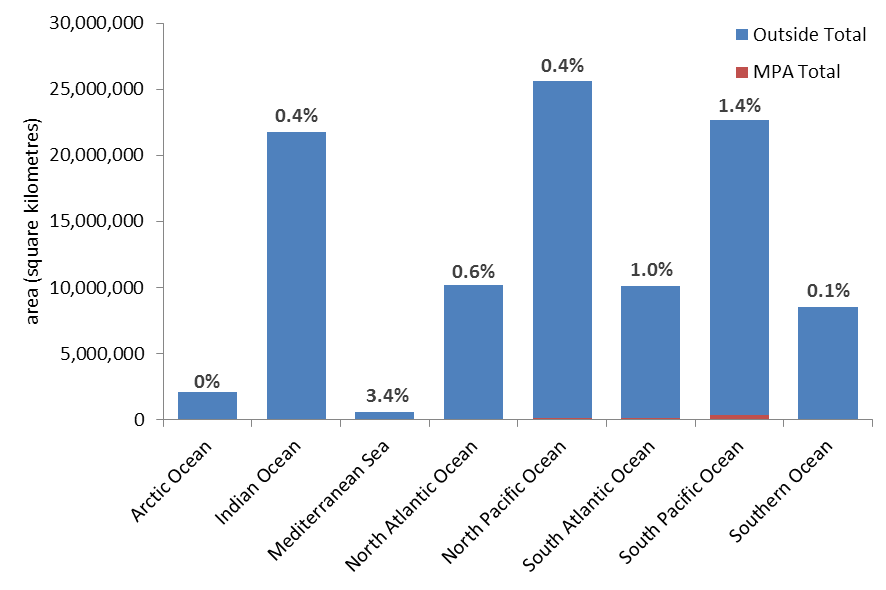 30,000,000
25,000,000
20,000,000
15,000,000
10,000,000
5,000,000
0
area (square kilometres)
Outside Total
MPA Total
0%
0.4%
3.4%
0.6%
0.4%
1.0%
1.4%
0.1%
Arctic Ocean
Indian Ocean
Mediterranean Sea
North Atlantic Ocean
North Pacific Ocean
South Atlantic Ocean
South Pacific Ocean
Southern Ocean